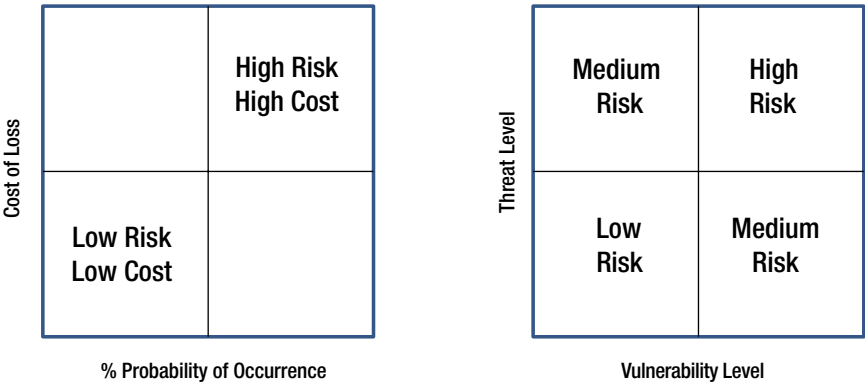 Cost of Loss
High Risk
High Cost
Low Risk
Low Cost
% Probability of Occurrence
Threat Level
Medium
Risk
High
Risk
Low
Risk
Medium
Risk
Vulnerability Level